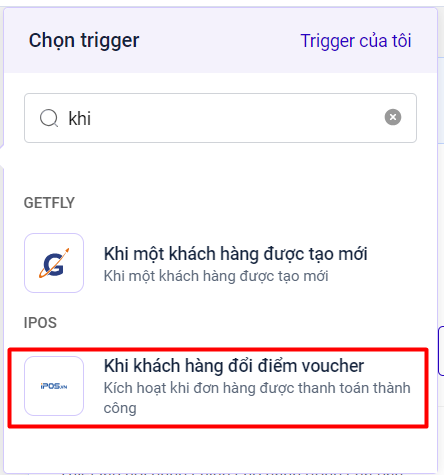 Chọn trigger
Trigger của tôi
khi
GETFLY
G
Khi một khách hàng được tạo mới
Khi một khách hàng được tạo mới
IPOS
iPOS.VN
Khi khách hàng đổi điểm voucher
Kích hoạt khi đơn hàng được thanh toán thành
công